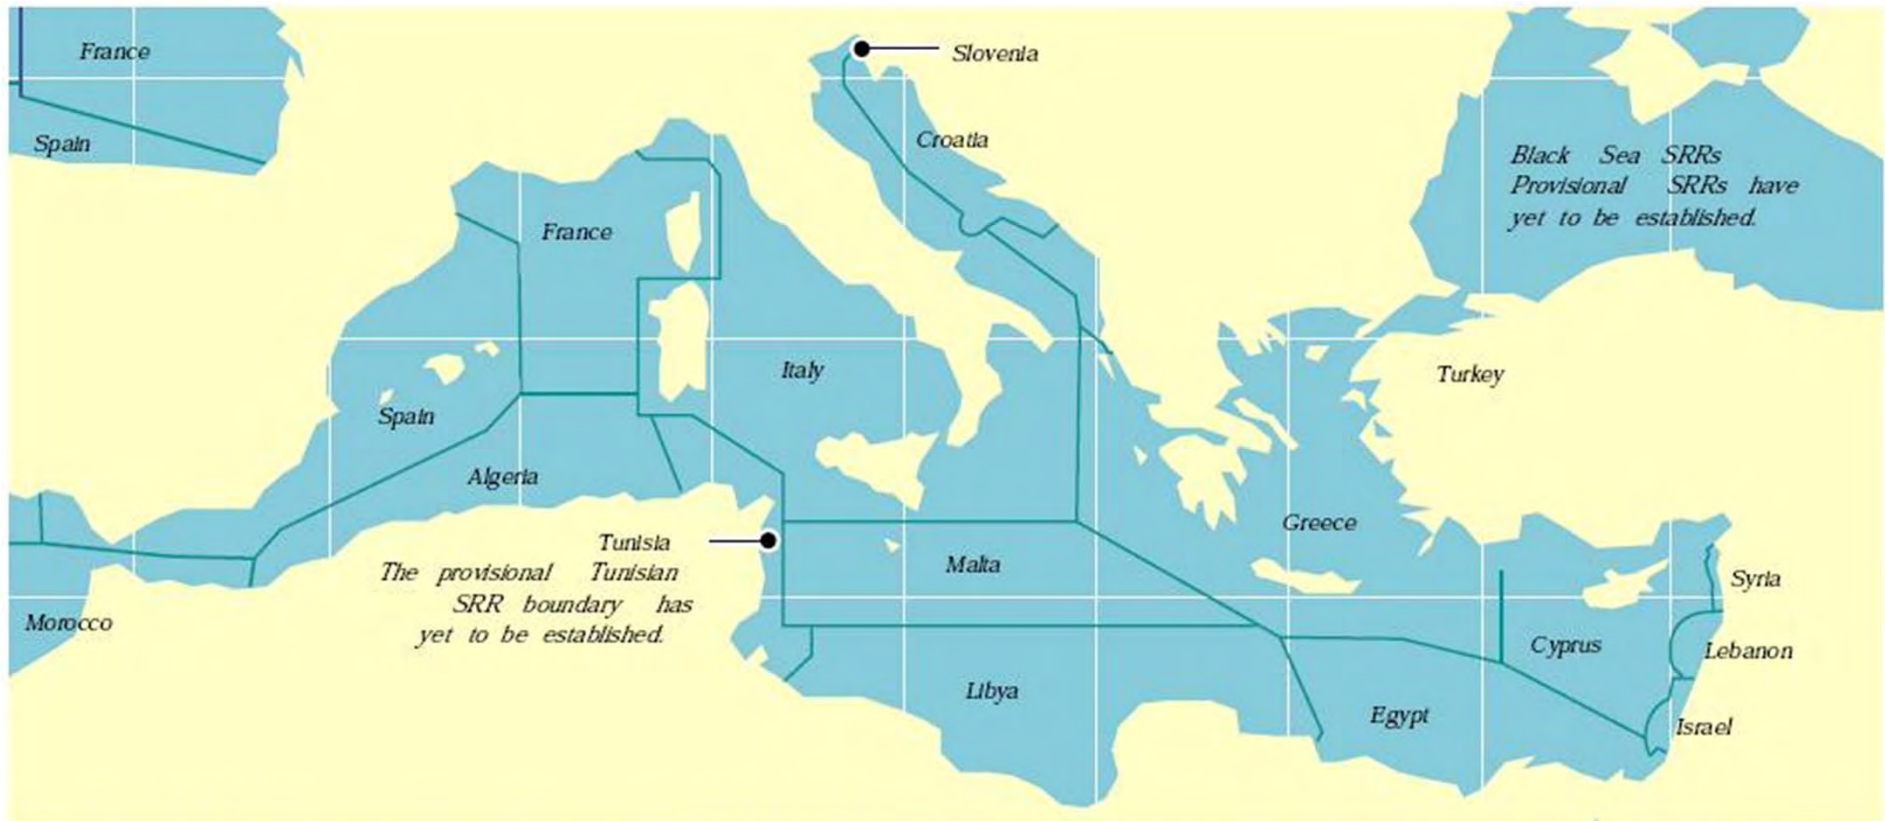 France
Slovenia
Spain
Croatia
Black Sea SRRs
Provisional SRRs have
yet to be established.
France
Italy
Turkey
Spain
Algeria
Greece
Tunisia
The provisional Tunisian
SRR boundary has
yet to be established.
Malta
Syria
Morocco
Cyprus
Lebanon
Libya
Egypt
Israel